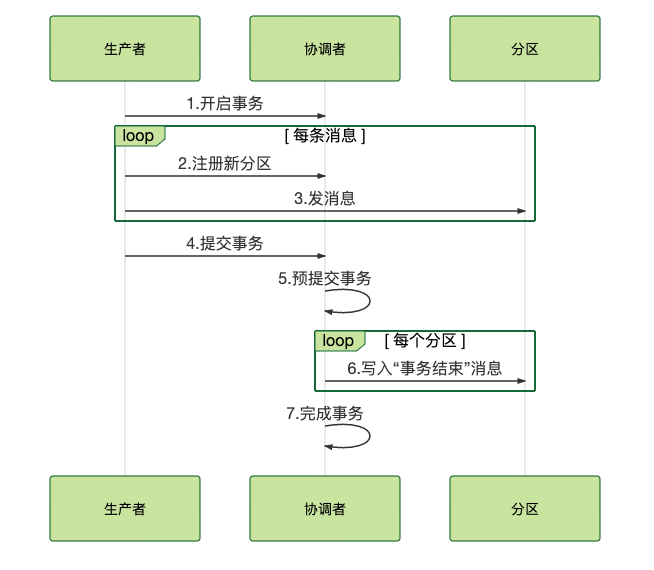 生产者 协调者 分区
1.开启事务
loop [ 每条消息 ]
2.注册新分区
3.发消息
4.提交事务
5.预提交事务
loop [ 每个分区 ]
6.写入“事务结束”消息
7.完成事务
生产者 协调者 分区